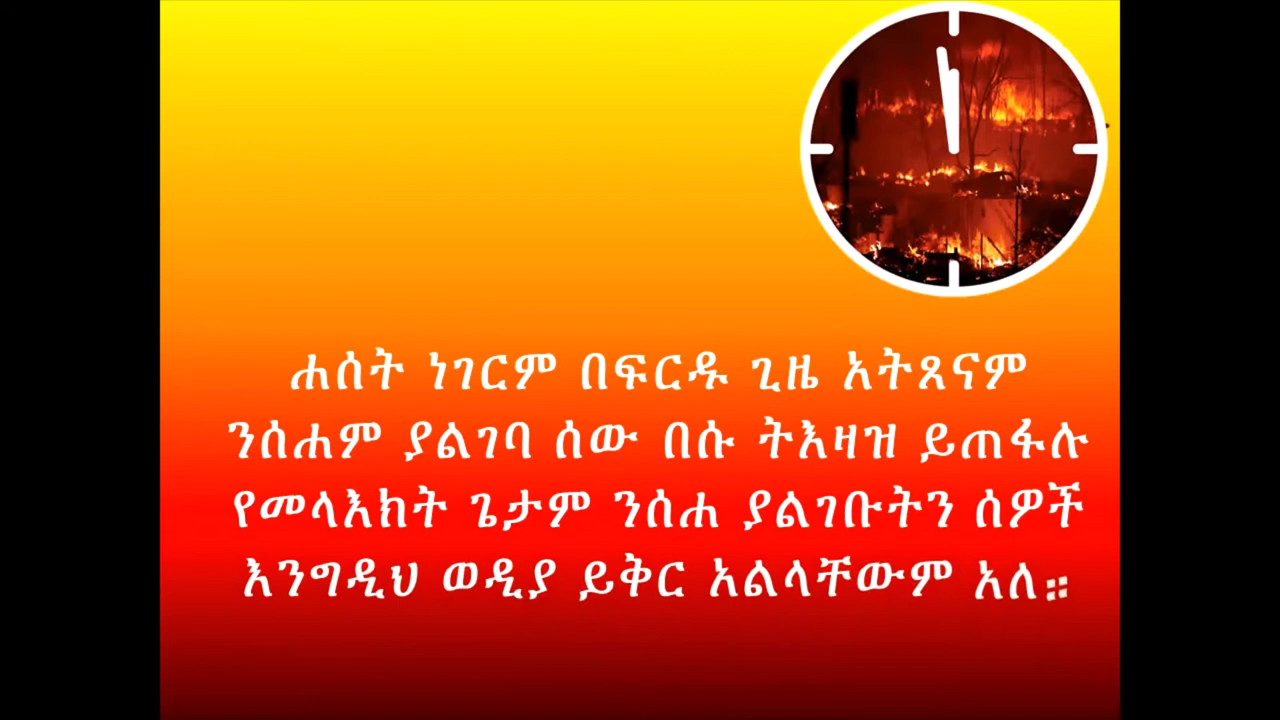 ሐሰት ነገርም በፍርዱ ጊዜ አትጸናም
ንሰሐም ያልገባ ሰው በሱ ትእዛዝ ይጠፋሉ
የመላእክት ጌታም ንሰሐ ያልገቡትን ሰዎች
እንግዲህ ወዲያ ይቅር አልላቸውም አለ።